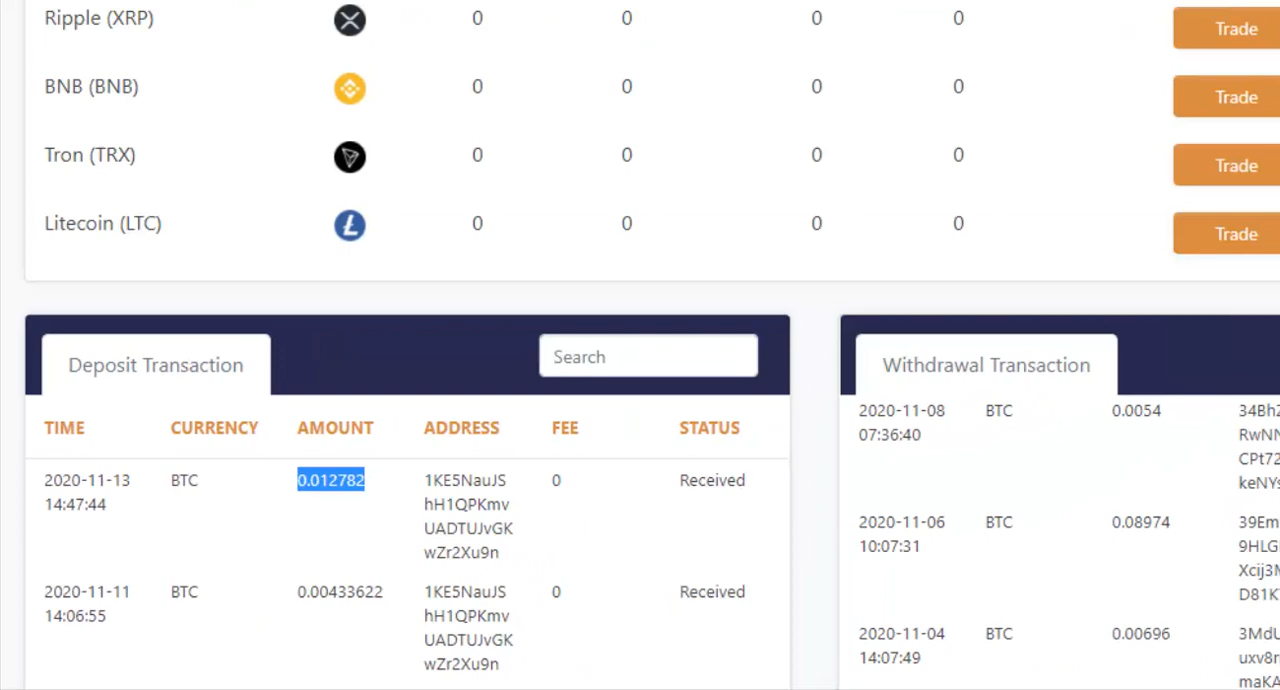 Ripple (XRP) 0 0 0 0 Trade
BNB (BNB) 0 0 0 0 Trade
Tron (TRX) 0 0 0 0 Trade
Litecoin (LTC) 0 0 0 0 Trade
Deposit Transaction
Search
TIME CURRENCY AMOUNT ADDRESS FEE STATUS
2020-11-13 BTC 0.012782 1KE5NauJS 0 Received
14:47:44 hH1QPKmv
UADTUJvGK
wZr2Xu9n
2020-11-11 BTC 0.00433622 1KE5NauJS 0 Received
14:06:55 hH1QPKmv
UADTUJvGK
wZr2Xu9n
Withdrawal Transaction
2020-11-08 BTC 0.0054
07:36:40
CPt72
2020-11-06 BTC 0.08974 39Em
10:07:31
D81K
2020-11-04 BTC 0.00696
14:07:49